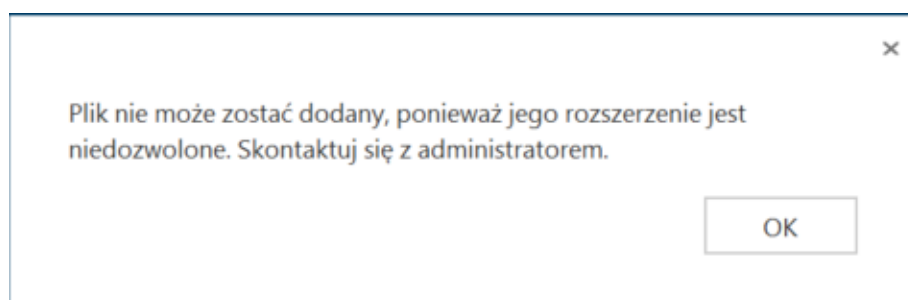 Plik nie może zostać dodany, ponieważ jego rozszerzenie jest
niedozwolone. Skontaktuj się z administratorem.
OK